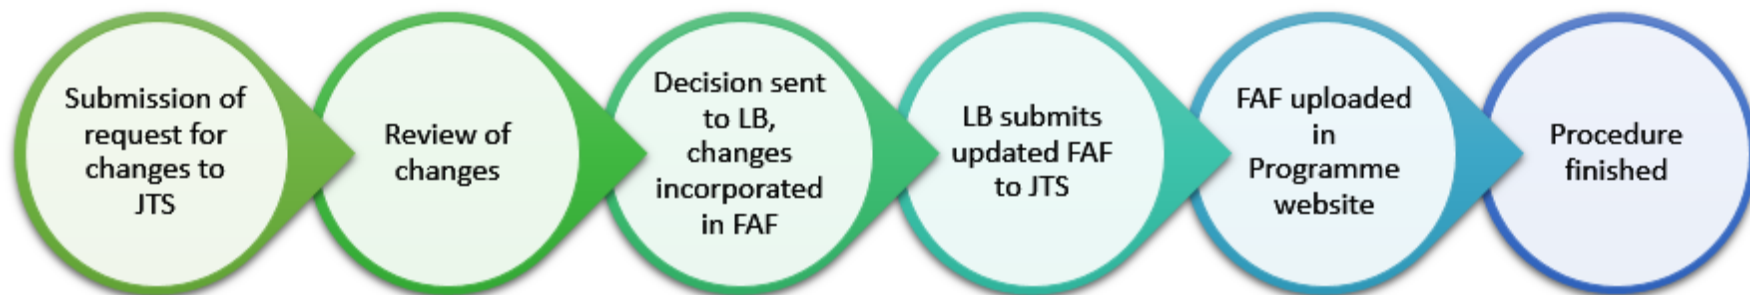 Submission of
request for
changes to
JTS
Review of
changes
Decision sent
to LB,
changes
incorporated
in FAF
LB submits
updated FAF
to JTS
FAF uploaded
in
Programme
website
Procedure
finished